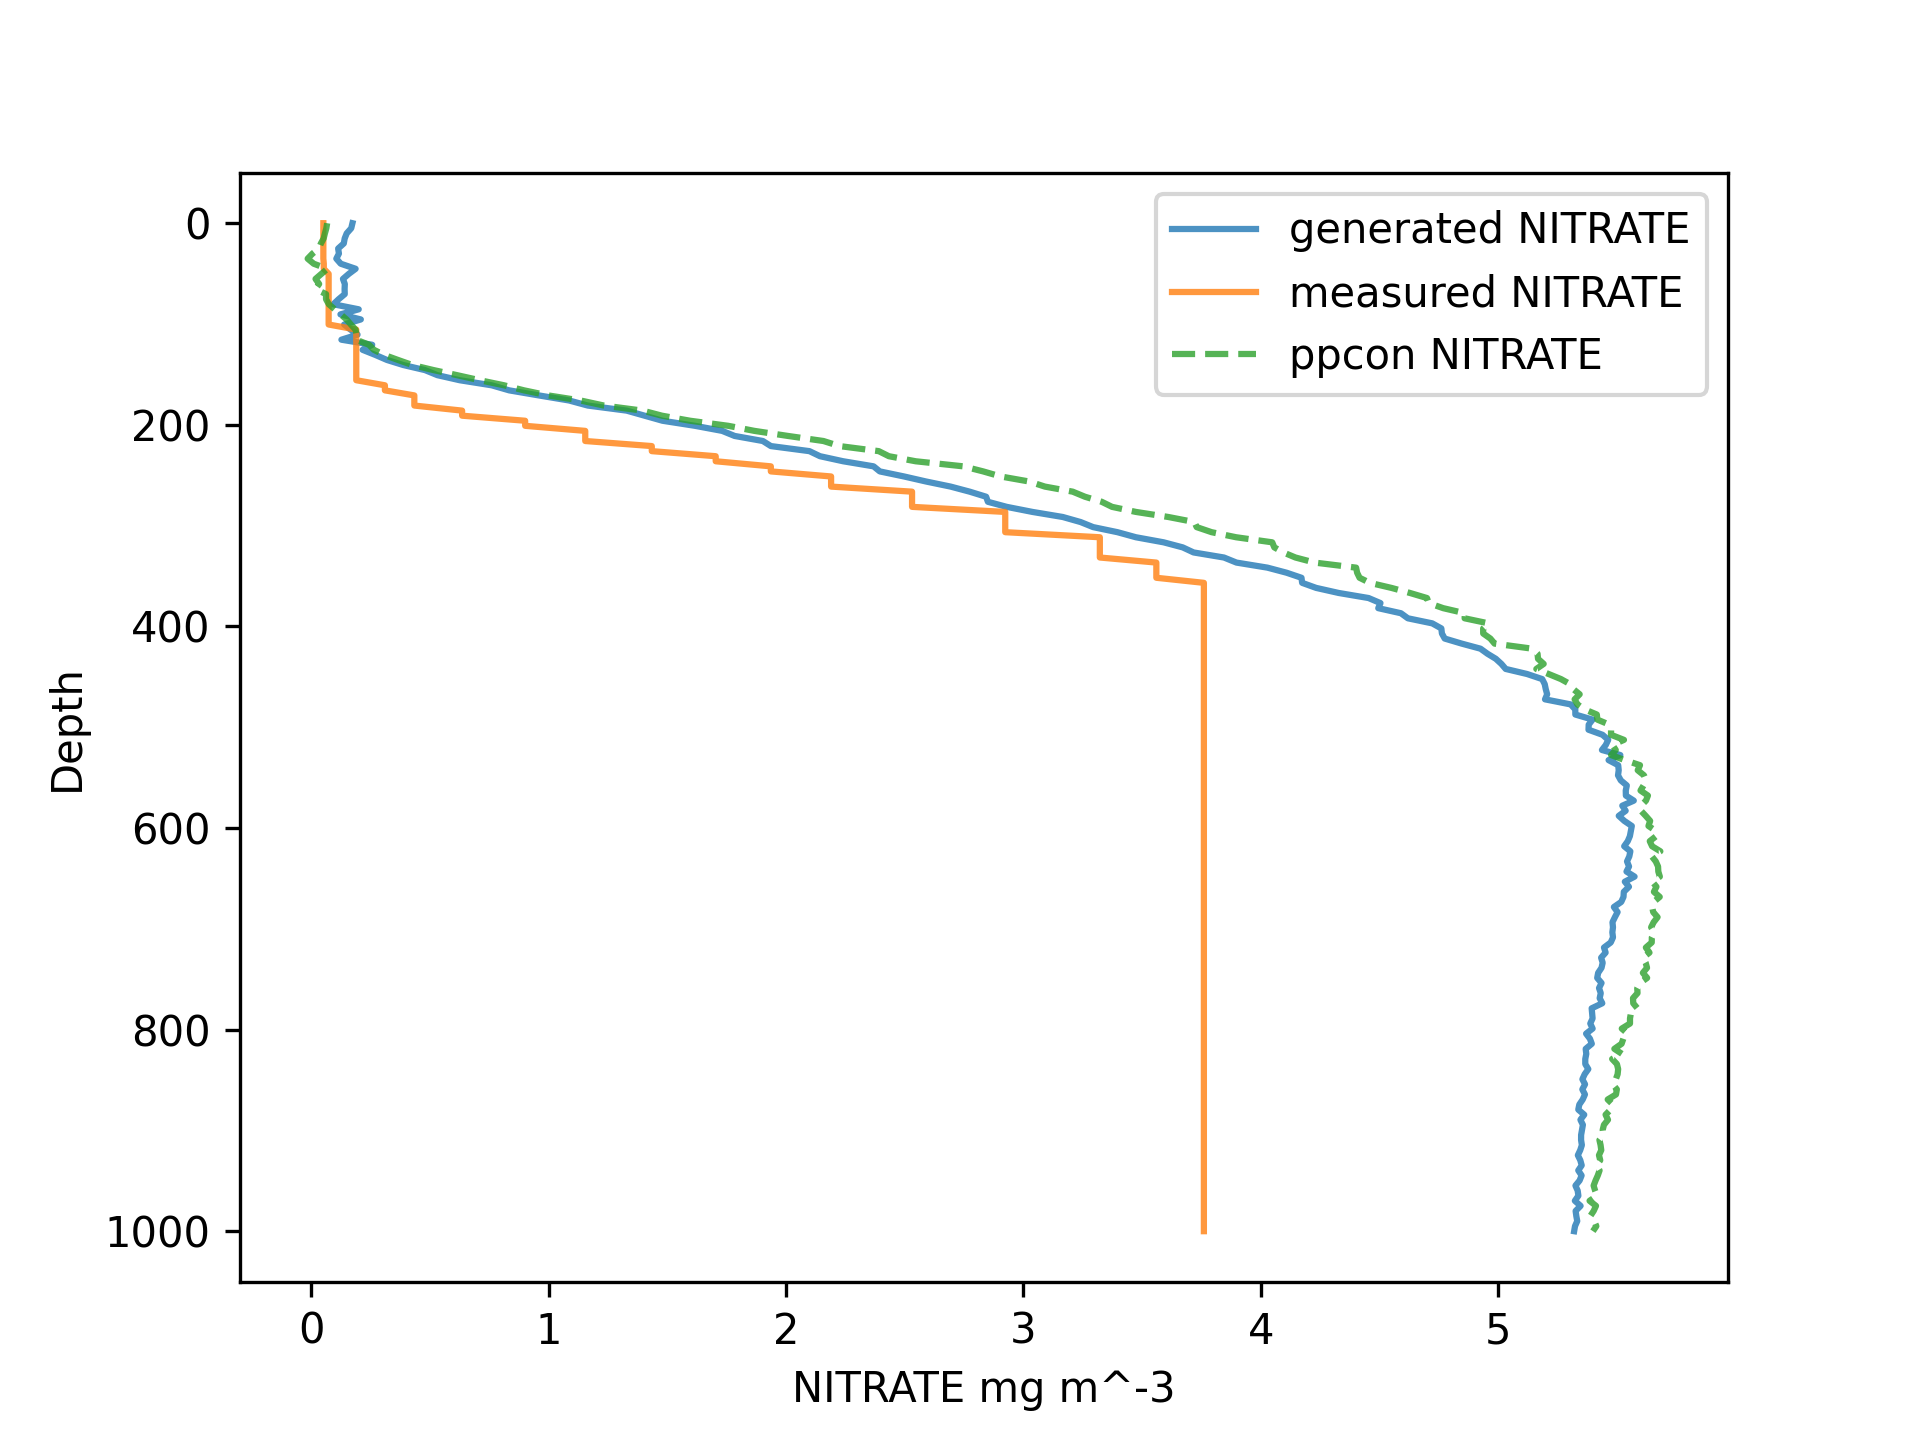 generated NITRATE
measured NITRATE
ppcon NITRATE
0
200
400
600
800
1000
Depth
0 1 2 3 4 5
NITRATE mg m^-3